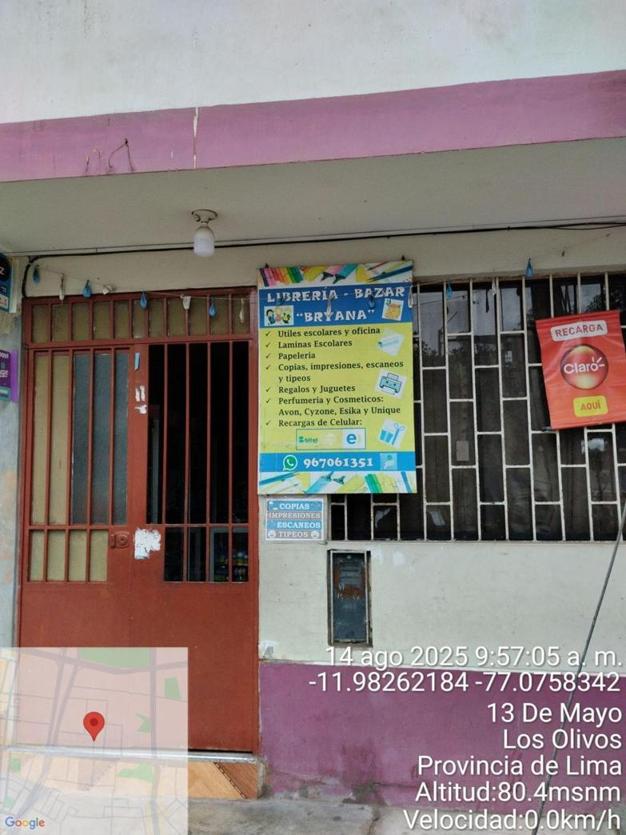 LIBRERÍA - BAZAR
"BRYANA"
✓ Utiles escolares y oficina
✓ Laminas Escolares
✓ Papeleria
✓ Copias, impresiones, escaneos
y tipeos
✓ Regalos y Juguetes
✓ Perfumeria y Cosmeticos:
Avon, Cyzone, Esika y Unique
✓ Recargas de Celular:
bitel
e
967061351
COPIAS
IMPRESIONES
ESCANEOS
TIPEOS
RECARGA
Claro
AQUÍ
14 ago 2025 9:57:05 a. m.
-11.98262184 -77.0758342
13 De Mayo
Los Olivos
Provincia de Lima
Altitud:80.4msnm
Velocidad:0.0km/h
Google